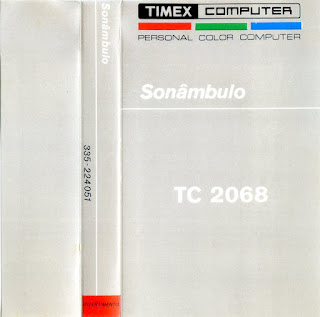 Sonâmbulo
335-224051
TIMEX COMPUTER
PERSONAL COLOR COMPUTER
Sonâmbulo
TC 2068